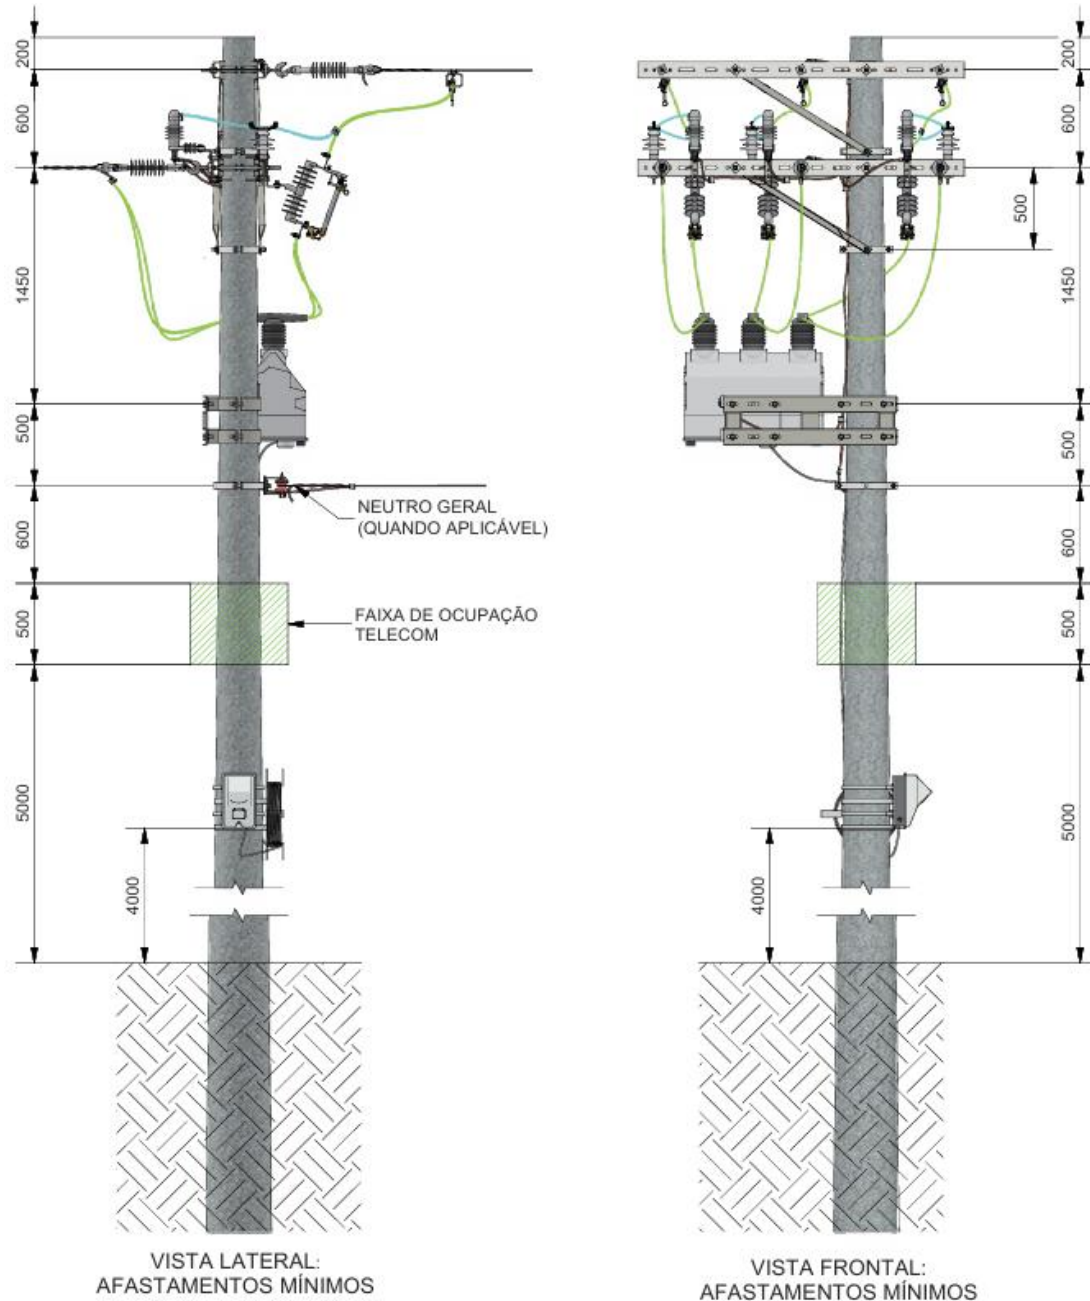 200
600
1450
500
600
500
5000
4000
NEUTRO GERAL
(QUANDO APLICÁVEL)
FAIXA DE OCUPAÇÃO
TELECOM
VISTA LATERAL:
AFASTAMENTOS MÍNIMOS
200
600
500
1450
500
600
500
5000
4000
VISTA FRONTAL:
AFASTAMENTOS MÍNIMOS